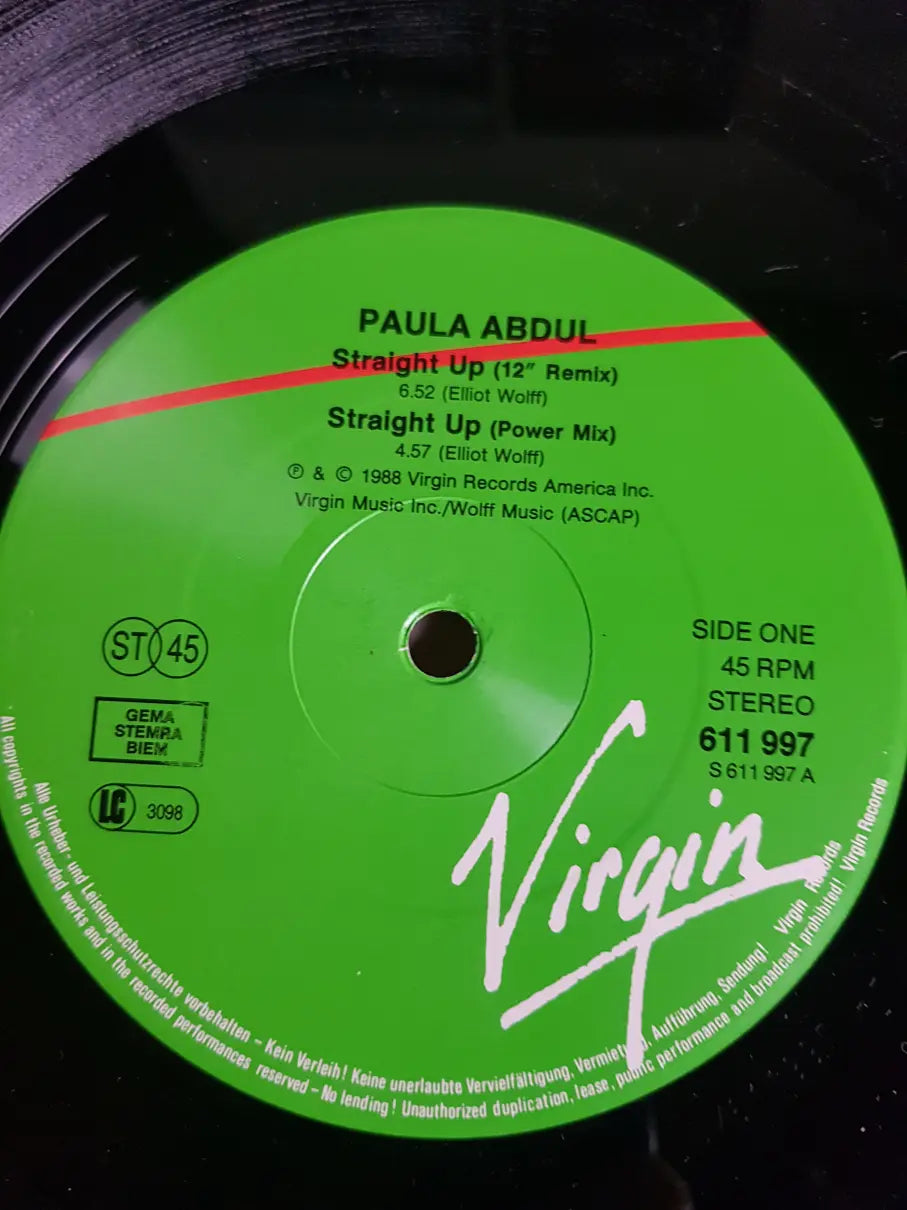 PAULA ABDUL
Straight Up (12" Remix)
6.52 (Elliot Wolff)
Straight Up (Power Mix)
4.57 (Elliot Wolff)
℗ & © 1988 Virgin Records America Inc.
Virgin Music Inc./Wolff Music (ASCAP)
ST 45
GEMA
STEMRA
BIEM
LC 3098
SIDE ONE
45 RPM
STEREO
611 997
S 611 997 A
Virgin
Alle Urheber- und Leistungsschutzrechte vorbehalten – Kein Verleih! Keine unerlaubte Vervielfältigung, Vermietung, Aufführung, Sendung! Virgin Records
All copyrights in the recorded works and in the recorded performances reserved – No lending! Unauthorized duplication, lease, public performance and broadcast prohibited! Virgin Records